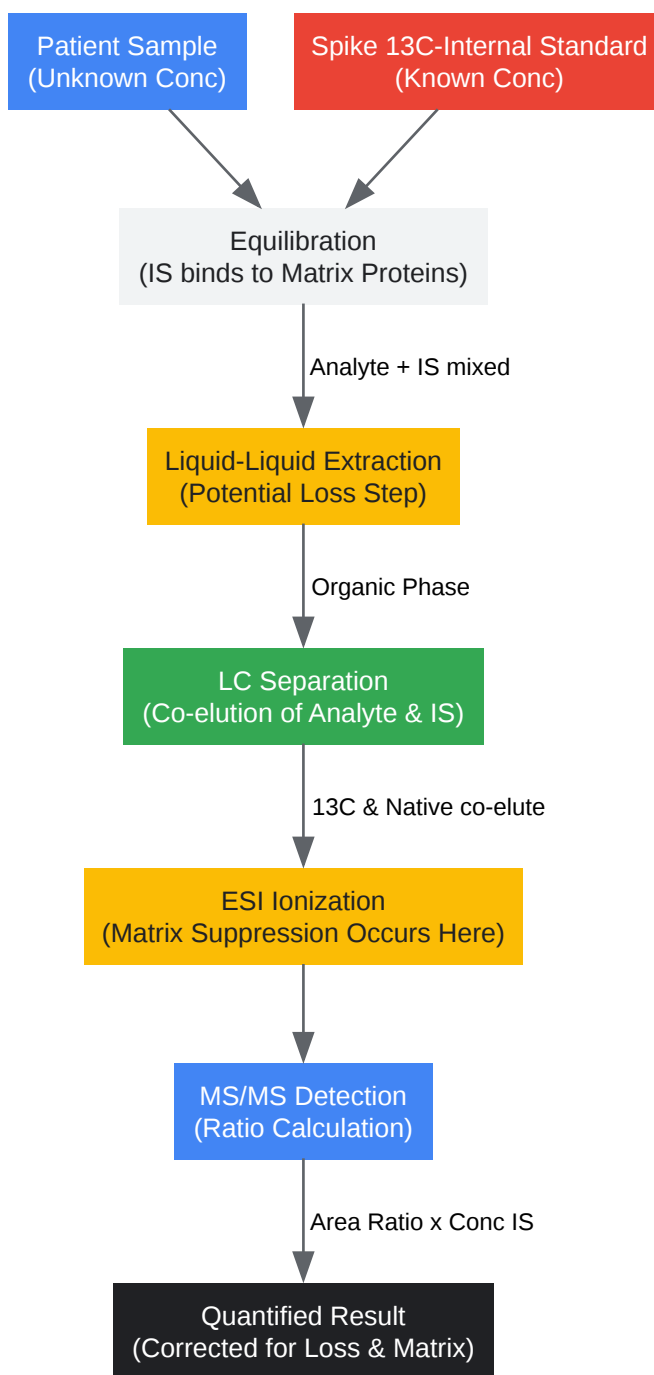 Patient Sample
(Unknown Conc)
Spike 13C-Internal Standard
(Known Conc)
Equilibration
(IS binds to Matrix Proteins)
Analyte + IS mixed
Liquid-Liquid Extraction
(Potential Loss Step)
Organic Phase
LC Separation
(Co-elution of Analyte & IS)
13C & Native co-elute
ESI Ionization
(Matrix Suppression Occurs Here)
MS/MS Detection
(Ratio Calculation)
Area Ratio x Conc IS
Quantified Result
(Corrected for Loss & Matrix)